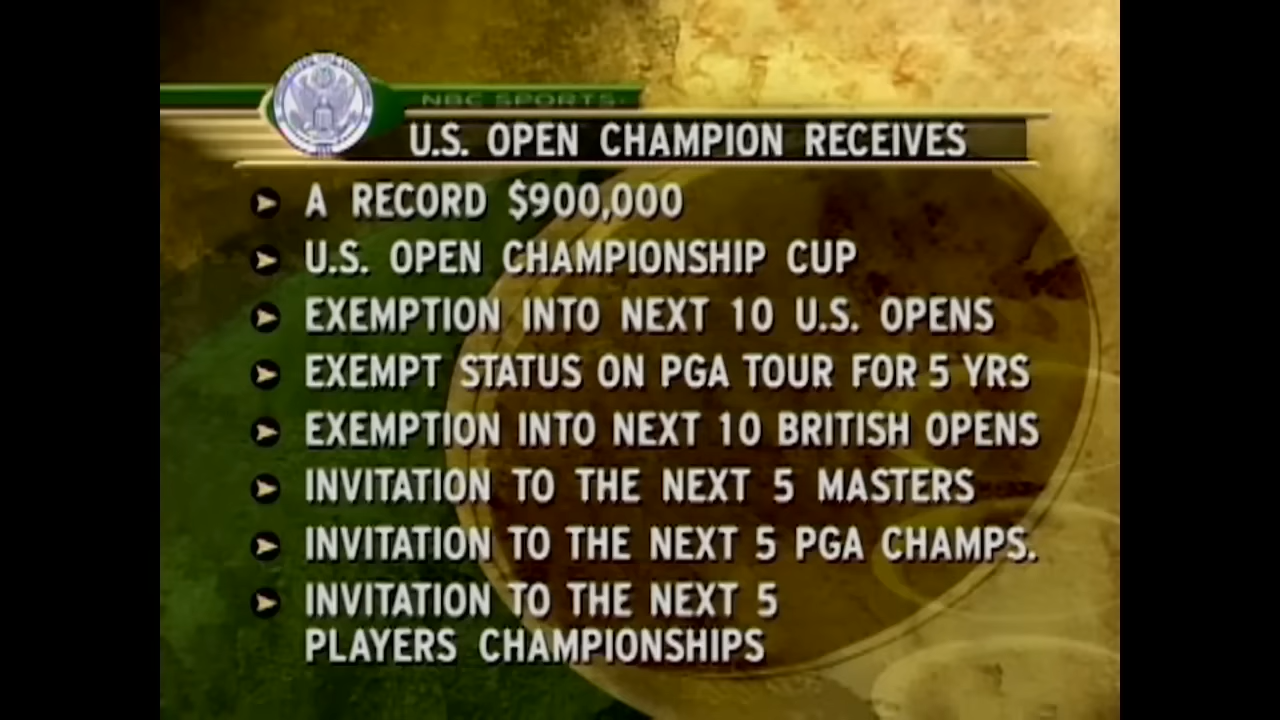 NBC SPORTS
U.S. OPEN CHAMPION RECEIVES
A RECORD $900,000
U.S. OPEN CHAMPIONSHIP CUP
EXEMPTION INTO NEXT 10 U.S. OPENS
EXEMPT STATUS ON PGA TOUR FOR 5 YRS
EXEMPTION INTO NEXT 10 BRITISH OPENS
INVITATION TO THE NEXT 5 MASTERS
INVITATION TO THE NEXT 5 PGA CHAMPS.
INVITATION TO THE NEXT 5
PLAYERS CHAMPIONSHIPS